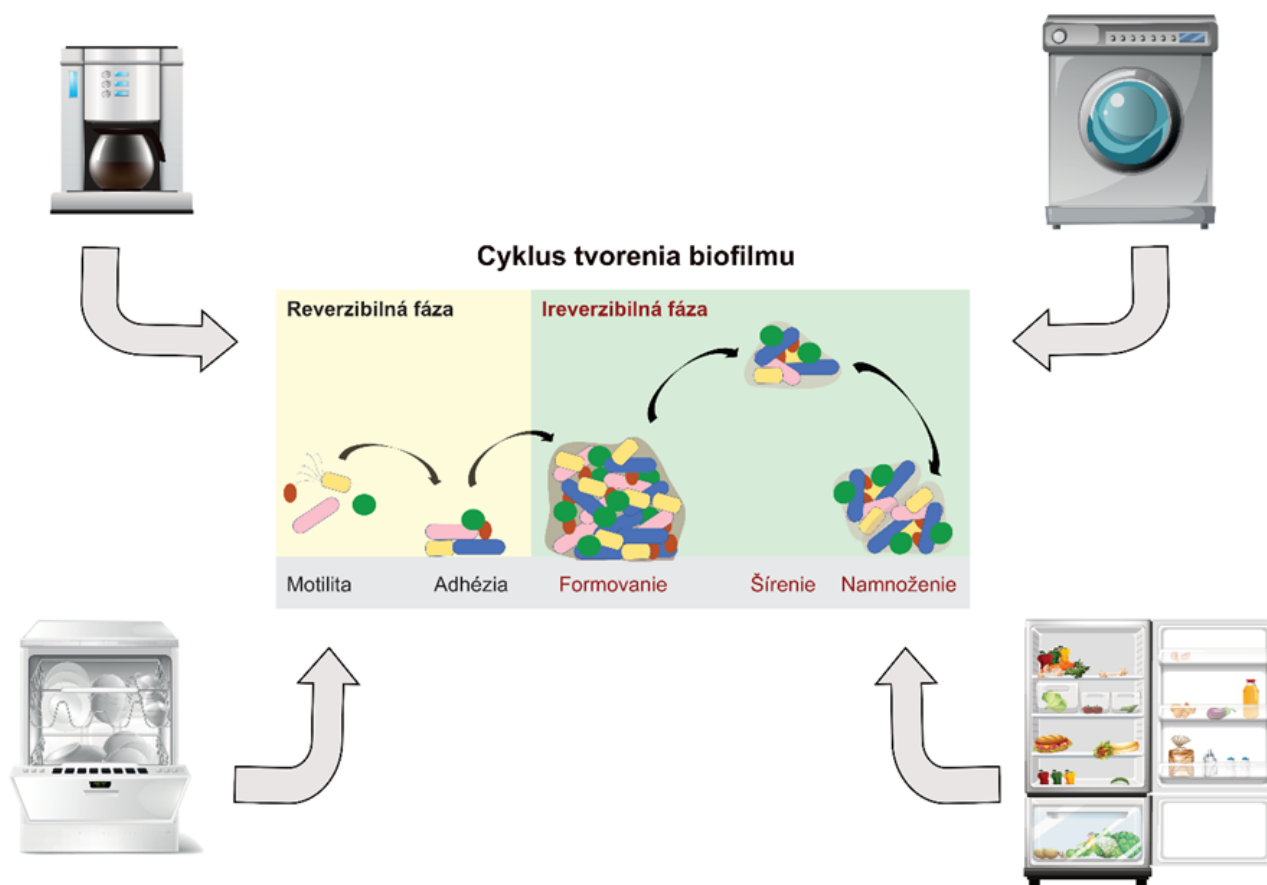 Cyklus tvorenia biofilmu
Reverzibilná fáza
Ireverzibilná fáza
Motilita
Adhézia
Formovanie
Šírenie
Namnoženie